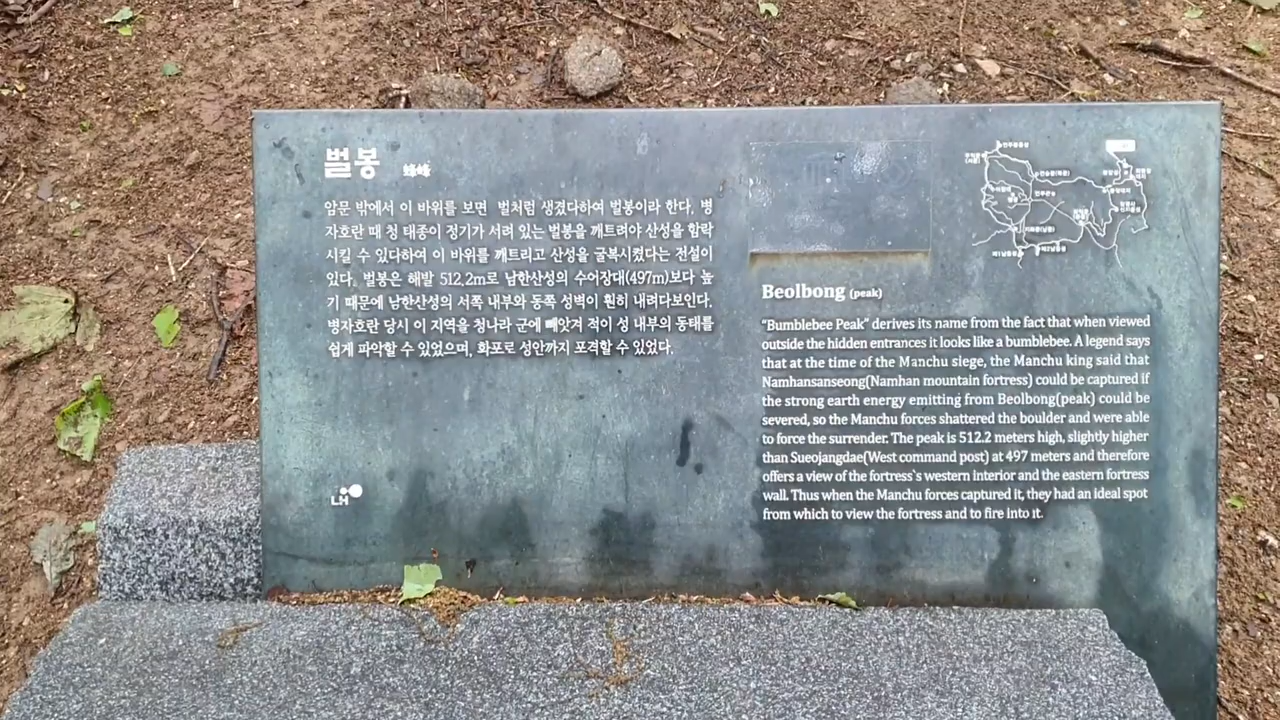 벌봉 蜂峰
암문 밖에서 이 바위를 보면 벌처럼 생겼다하여 벌봉이라 한다. 병
자호란 때 청 태종이 정기가 서려 있는 벌봉을 깨트려야 산성을 함락
시킬 수 있다하여 이 바위를 깨트리고 산성을 굴복시켰다는 전설이
있다. 벌봉은 해발 512.2m로 남한산성의 수어장대(497m)보다 높
기 때문에 남한산성의 서쪽 내부와 동쪽 성벽이 훤히 내려다보인다.
병자호란 당시 이 지역을 청나라 군에 빼앗겨 적이 성 내부의 동태를
쉽게 파악할 수 있었으며, 화포로 성안까지 포격할 수 있었다.
LH
Beolbong (peak)
“Bumblebee Peak” derives its name from the fact that when viewed
outside the hidden entrances it looks like a bumblebee. A legend says
that at the time of the Manchu siege, the Manchu king said that
Namhansanseong(Namhan mountain fortress) could be captured if
the strong earth energy emitting from Beolbong(peak) could be
severed, so the Manchu forces shattered the boulder and were able
to force the surrender. The peak is 512.2 meters high, slightly higher
than Sueojangdae(West command post) at 497 meters and therefore
offers a view of the fortress`s western interior and the eastern fortress
wall. Thus when the Manchu forces captured it, they had an ideal spot
from which to view the fortress and to fire into it.